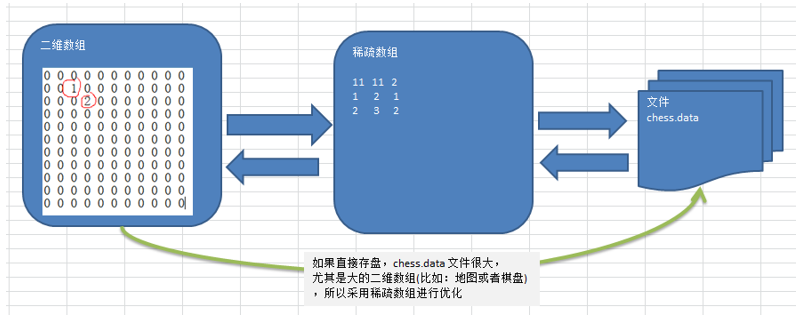 二维数组
0 0 0 0 0 0 0 0 0 0 0
0 0 1 0 0 0 0 0 0 0 0
0 0 0 2 0 0 0 0 0 0 0
0 0 0 0 0 0 0 0 0 0 0
0 0 0 0 0 0 0 0 0 0 0
0 0 0 0 0 0 0 0 0 0 0
0 0 0 0 0 0 0 0 0 0 0
0 0 0 0 0 0 0 0 0 0 0
0 0 0 0 0 0 0 0 0 0 0
0 0 0 0 0 0 0 0 0 0 0
0 0 0 0 0 0 0 0 0 0 0
稀疏数组
11 11 2
1 2 1
2 3 2
文件
chess.data
如果直接存盘，chess.data 文件很大，
尤其是大的二维数组(比如：地图或者棋盘)
，所以采用稀疏数组进行优化